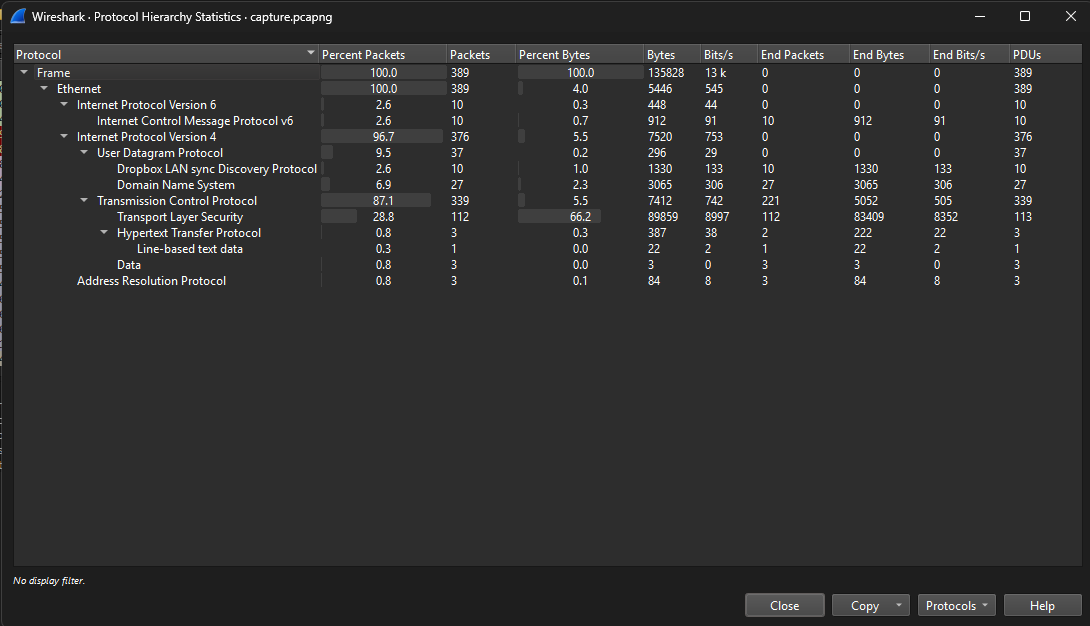 Wireshark · Protocol Hierarchy Statistics · capture.pcapng
Protocol Percent Packets Packets Percent Bytes Bytes Bits/s End Packets End Bytes End Bits/s PDUs
Frame 100.0 389 100.0 135828 13 k 0 0 0 389
Ethernet 100.0 389 4.0 5446 545 0 0 0 389
Internet Protocol Version 6 2.6 10 0.3 448 44 0 0 0 10
Internet Control Message Protocol v6 2.6 10 0.7 912 91 10 912 91 10
Internet Protocol Version 4 96.7 376 5.5 7520 753 0 0 0 376
User Datagram Protocol 9.5 37 0.2 296 29 0 0 0 37
Dropbox LAN sync Discovery Protocol 2.6 10 1.0 1330 133 10 1330 133 10
Domain Name System 6.9 27 2.3 3065 306 27 3065 306 27
Transmission Control Protocol 87.1 339 5.5 7412 742 221 5052 505 339
Transport Layer Security 28.8 112 66.2 89859 8997 112 83409 8352 113
Hypertext Transfer Protocol 0.8 3 0.3 387 38 2 222 22 3
Line-based text data 0.3 1 0.0 22 2 1 22 2 1
Data 0.8 3 0.0 3 0 3 3 0 3
Address Resolution Protocol 0.8 3 0.1 84 8 3 84 8 3
No display filter.
Close Copy Protocols Help